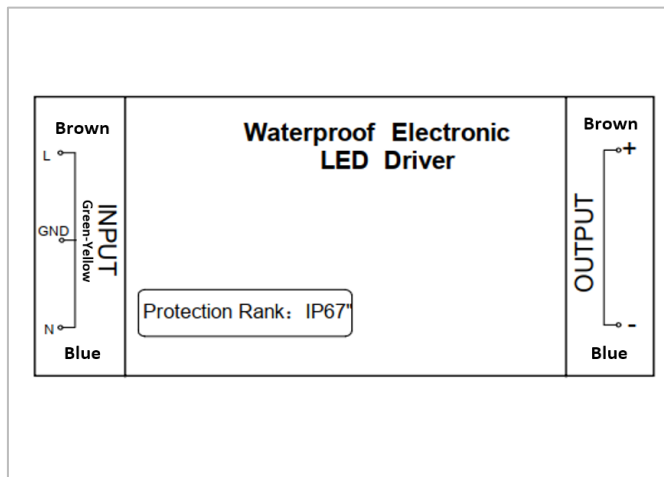 Brown
L
GND
Green-Yellow
INPUT
N
Blue
Waterproof Electronic
LED Driver
Protection Rank：IP67"
Brown
+
OUTPUT
-
Blue